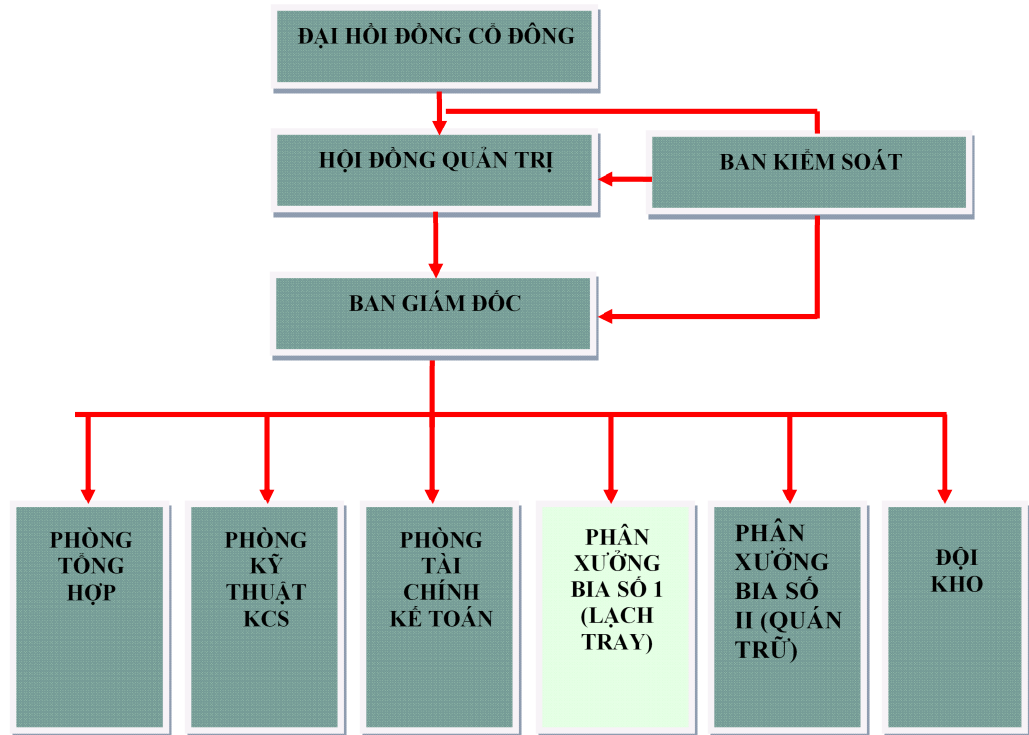 ĐẠI HỒI ĐỒNG CỔ ĐÔNG
HỘI ĐỒNG QUẢN TRỊ
BAN KIỂM SOÁT
BAN GIÁM ĐỐC
PHÒNG
TỔNG
HỢP
PHÒNG
KỸ
THUẬT
KCS
PHÒNG
TÀI
CHÍNH
KẾ TOÁN
PHÂN
XƯỞNG
BIA SỐ 1
(LẠCH
TRAY)
PHÂN
XƯỞNG
BIA SỐ
II (QUÁN
TRỮ)
ĐỘI
KHO